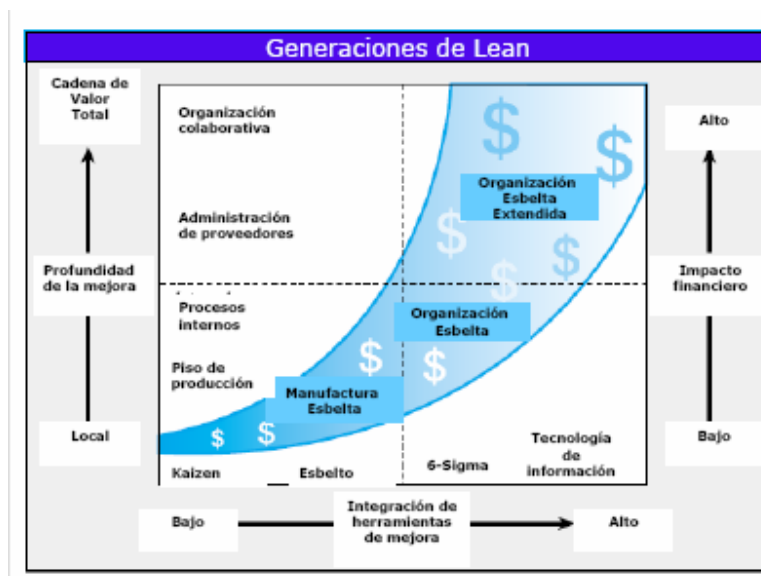 Generaciones de Lean
Cadena de
Valor
Total
Profundidad
de la mejora
Local
Organización
colaborativa
Administración
de proveedores
Procesos
internos
Piso de
producción
$
$
Organización
Esbelta
Extendida
$
$
$
Organización
Esbelta
$
$
Manufactura
Esbelta
$
$
Kaizen
Esbelto
6-Sigma
Tecnología
de
información
Alto
Impacto
financiero
Bajo
Bajo
Integración de
herramientas
de mejora
Alto